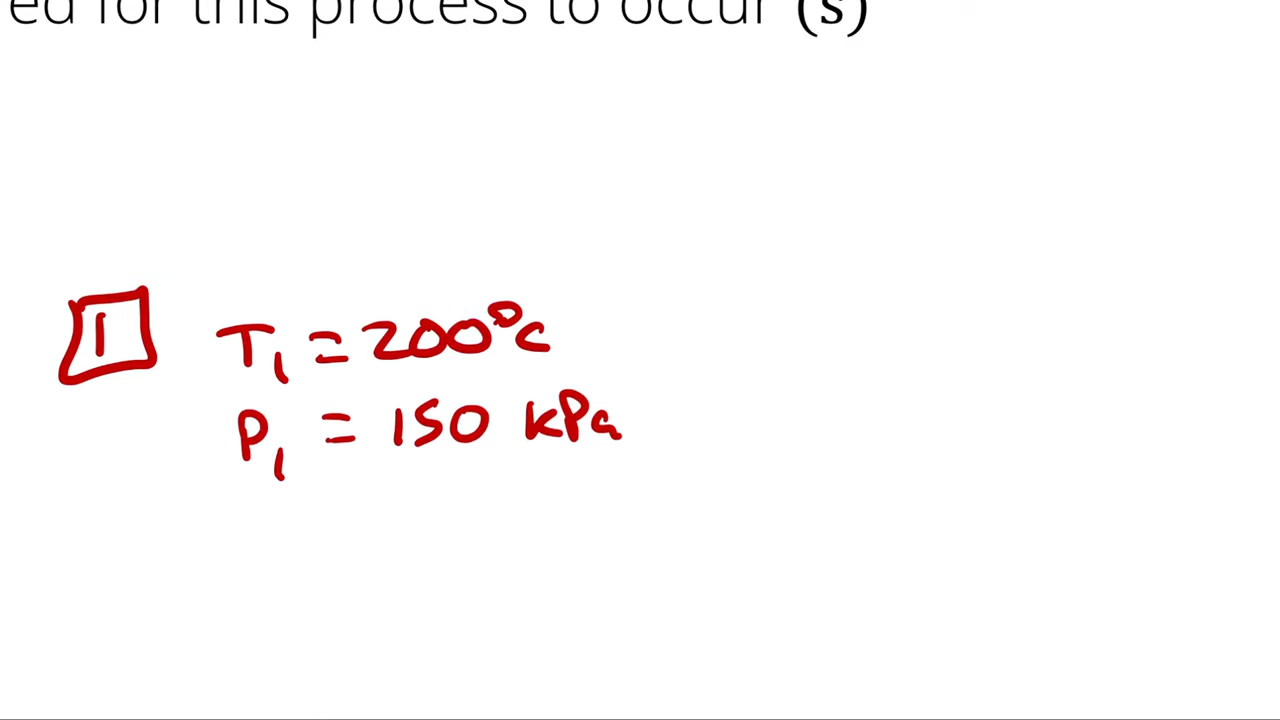 ed for this process to occur (s)
1 T₁ = 200°C
P₁ = 150 kPa